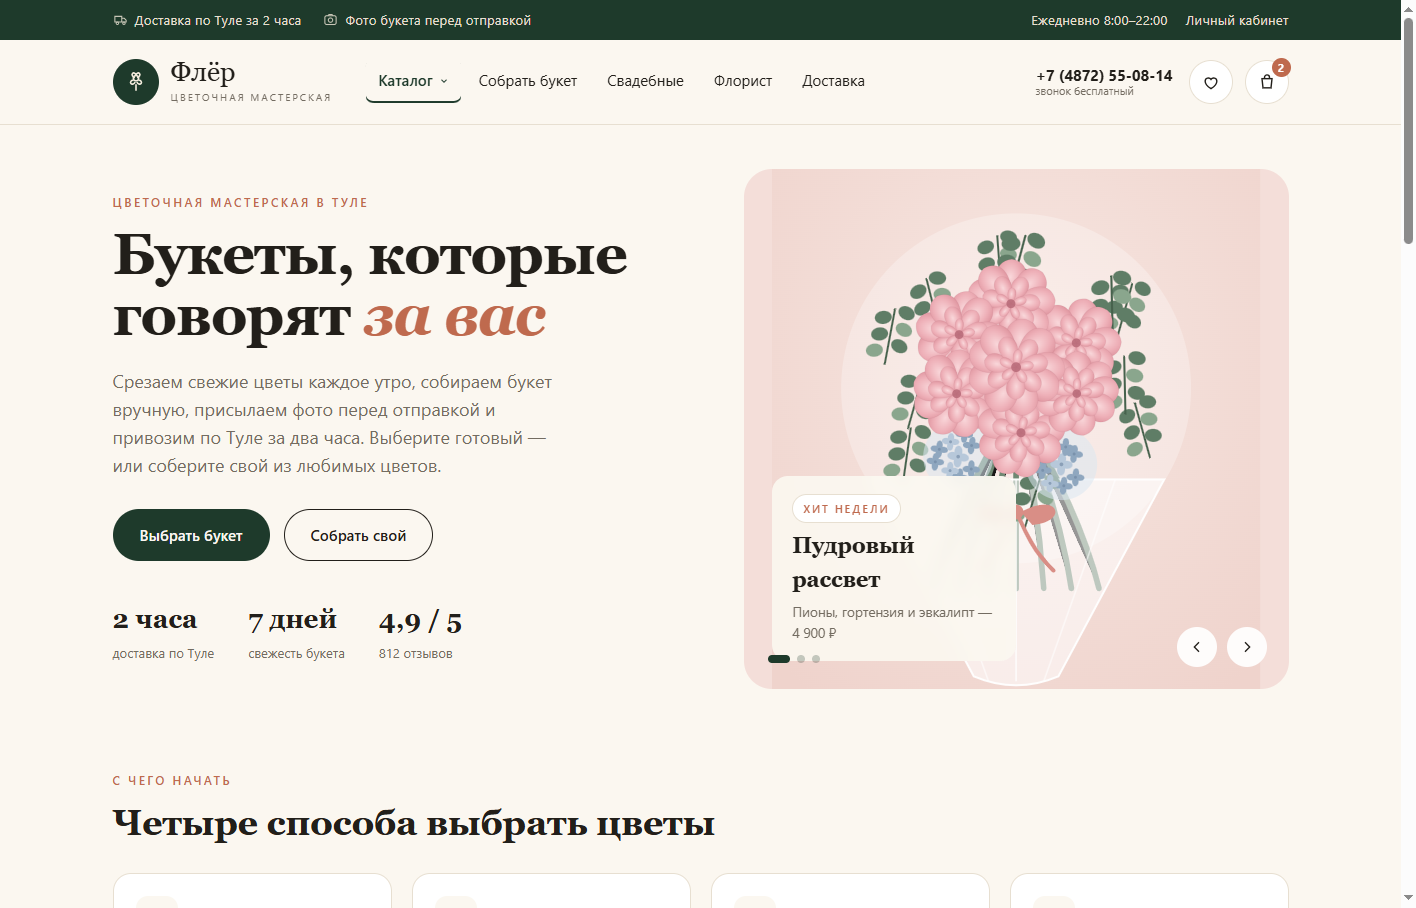 Доставка по Туле за 2 часа
Фото букета перед отправкой
Ежедневно 8:00–22:00
Личный кабинет
Флёр
ЦВЕТОЧНАЯ МАСТЕРСКАЯ
Каталог
Собрать букет
Свадебные
Флорист
Доставка
+7 (4872) 55-08-14
звонок бесплатный
2
ЦВЕТОЧНАЯ МАСТЕРСКАЯ В ТУЛЕ
Букеты, которые
говорят за вас
Срезаем свежие цветы каждое утро, собираем букет
вручную, присылаем фото перед отправкой и
привозим по Туле за два часа. Выберите готовый —
или соберите свой из любимых цветов.
Выбрать букет
Собрать свой
2 часа
доставка по Туле
7 дней
свежесть букета
4,9 / 5
812 отзывов
ХИТ НЕДЕЛИ
Пудровый
рассвет
Пионы, гортензия и эвкалипт —
4 900 ₽
С ЧЕГО НАЧАТЬ
Четыре способа выбрать цветы